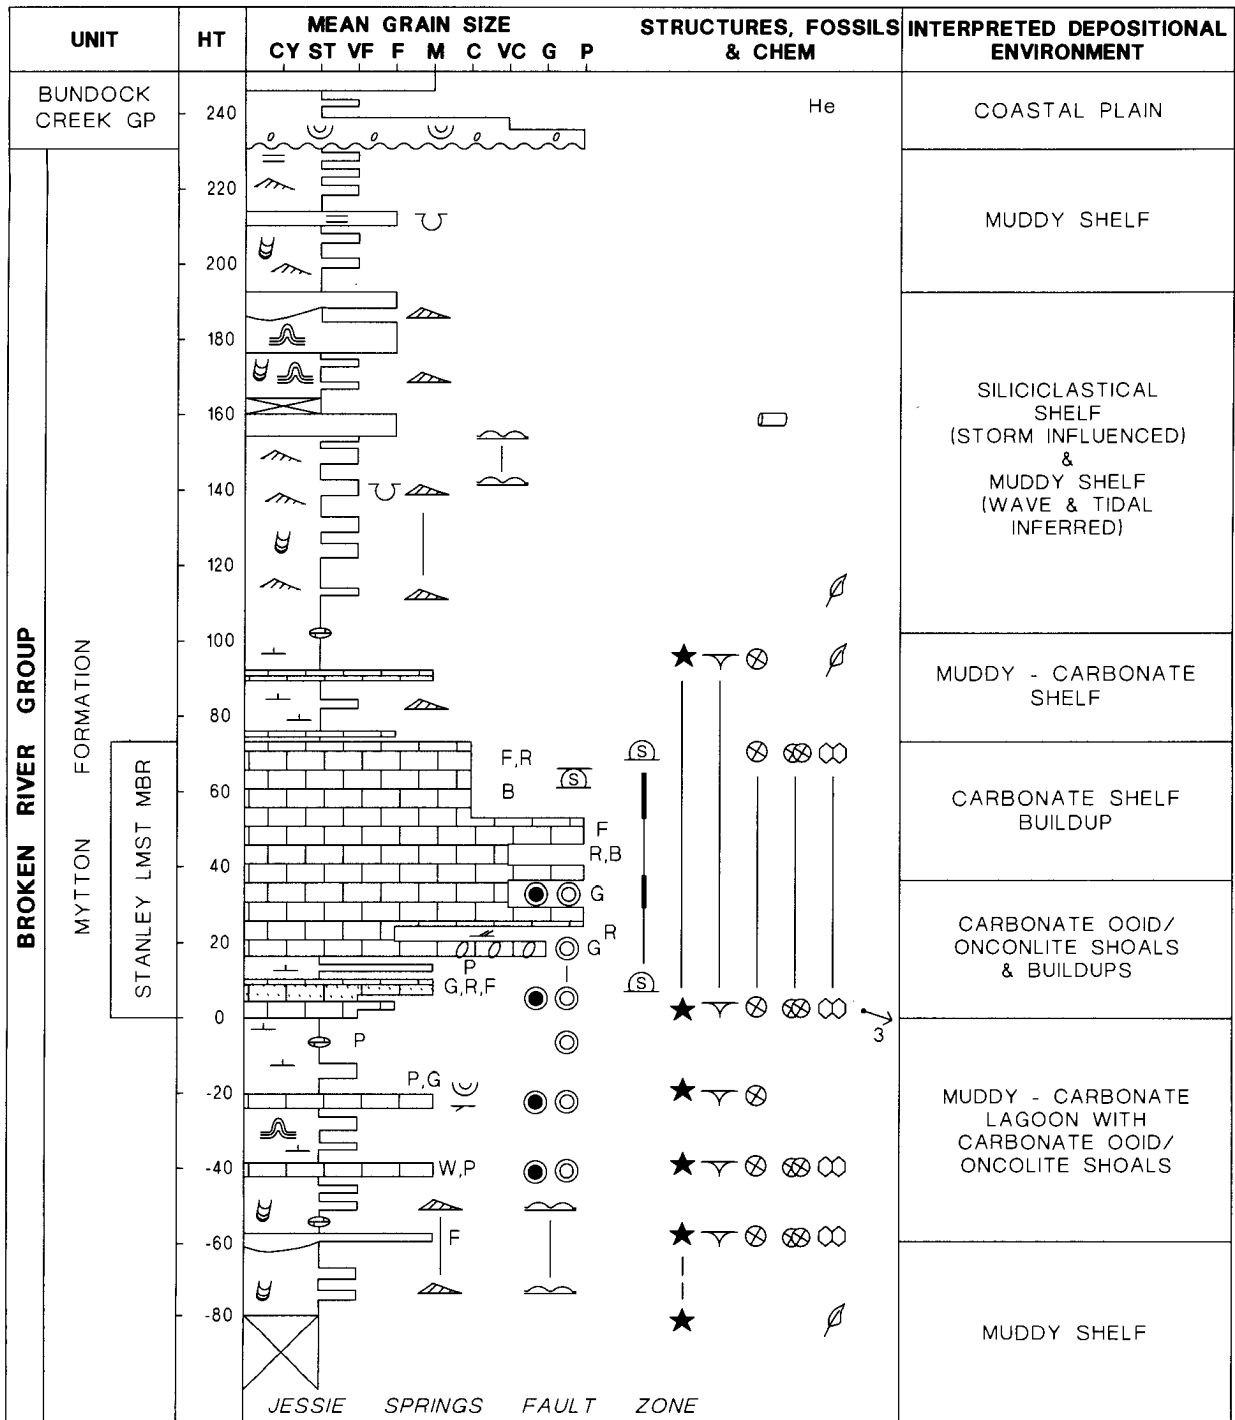 UNIT
HT
MEAN GRAIN SIZE
CY ST VF F M C VC G P
STRUCTURES, FOSSILS
& CHEM
INTERPRETED DEPOSITIONAL
ENVIRONMENT
BUNDOCK
CREEK GP
240
He
COASTAL PLAIN
220
MUDDY SHELF
200
180
160
SILICICLASTICAL
SHELF
(STORM INFLUENCED)
&
MUDDY SHELF
(WAVE & TIDAL
INFERRED)
140
120
100
MUDDY - CARBONATE
SHELF
80
F,R
S
S
60
B
CARBONATE SHELF
BUILDUP
F
R,B
40
G
CARBONATE OOID/
ONCONLITE SHOALS
& BUILDUPS
R
20
G
P
G,R,F
S
0
3
P
-20
P,G
MUDDY - CARBONATE
LAGOON WITH
CARBONATE OOID/
ONCOLITE SHOALS
-40
W,P
-60
F
-80
MUDDY SHELF
BROKEN RIVER GROUP
MYTTON FORMATION
STANLEY LMST MBR
JESSIE SPRINGS FAULT ZONE